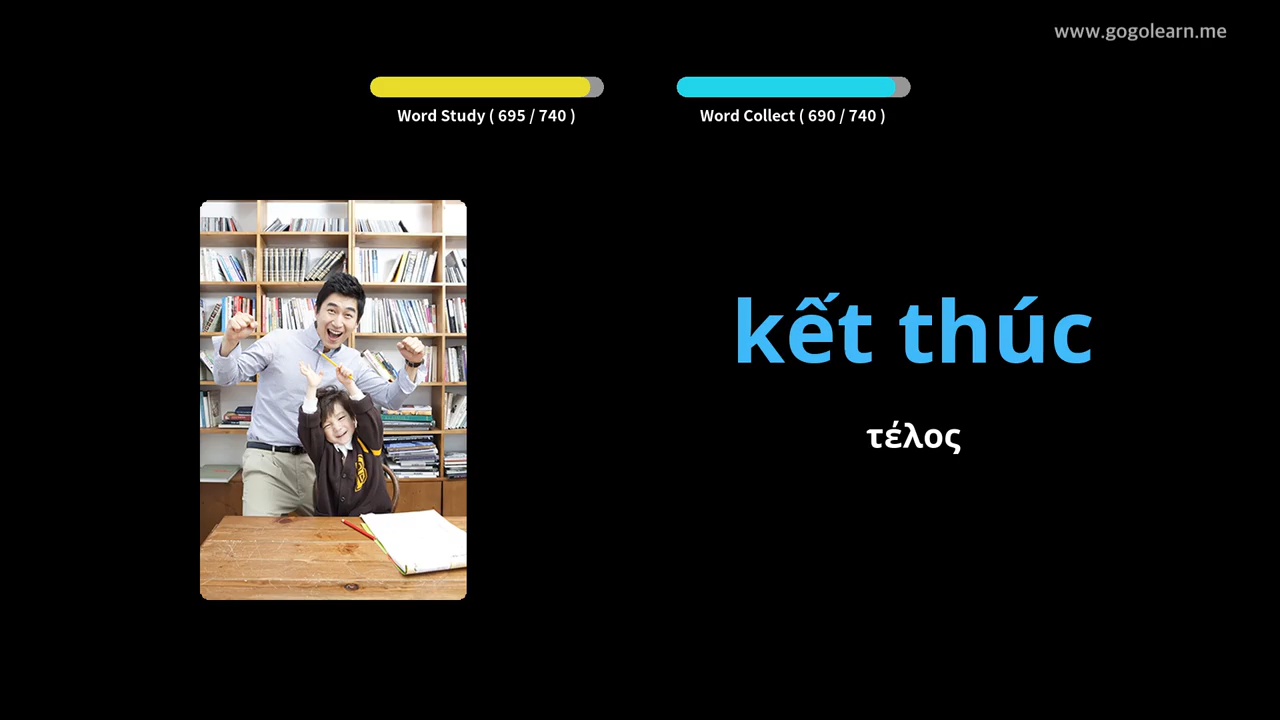 www.gogolearn.me
Word Study ( 695 / 740 )
Word Collect ( 690 / 740 )
kết thúc
τέλος